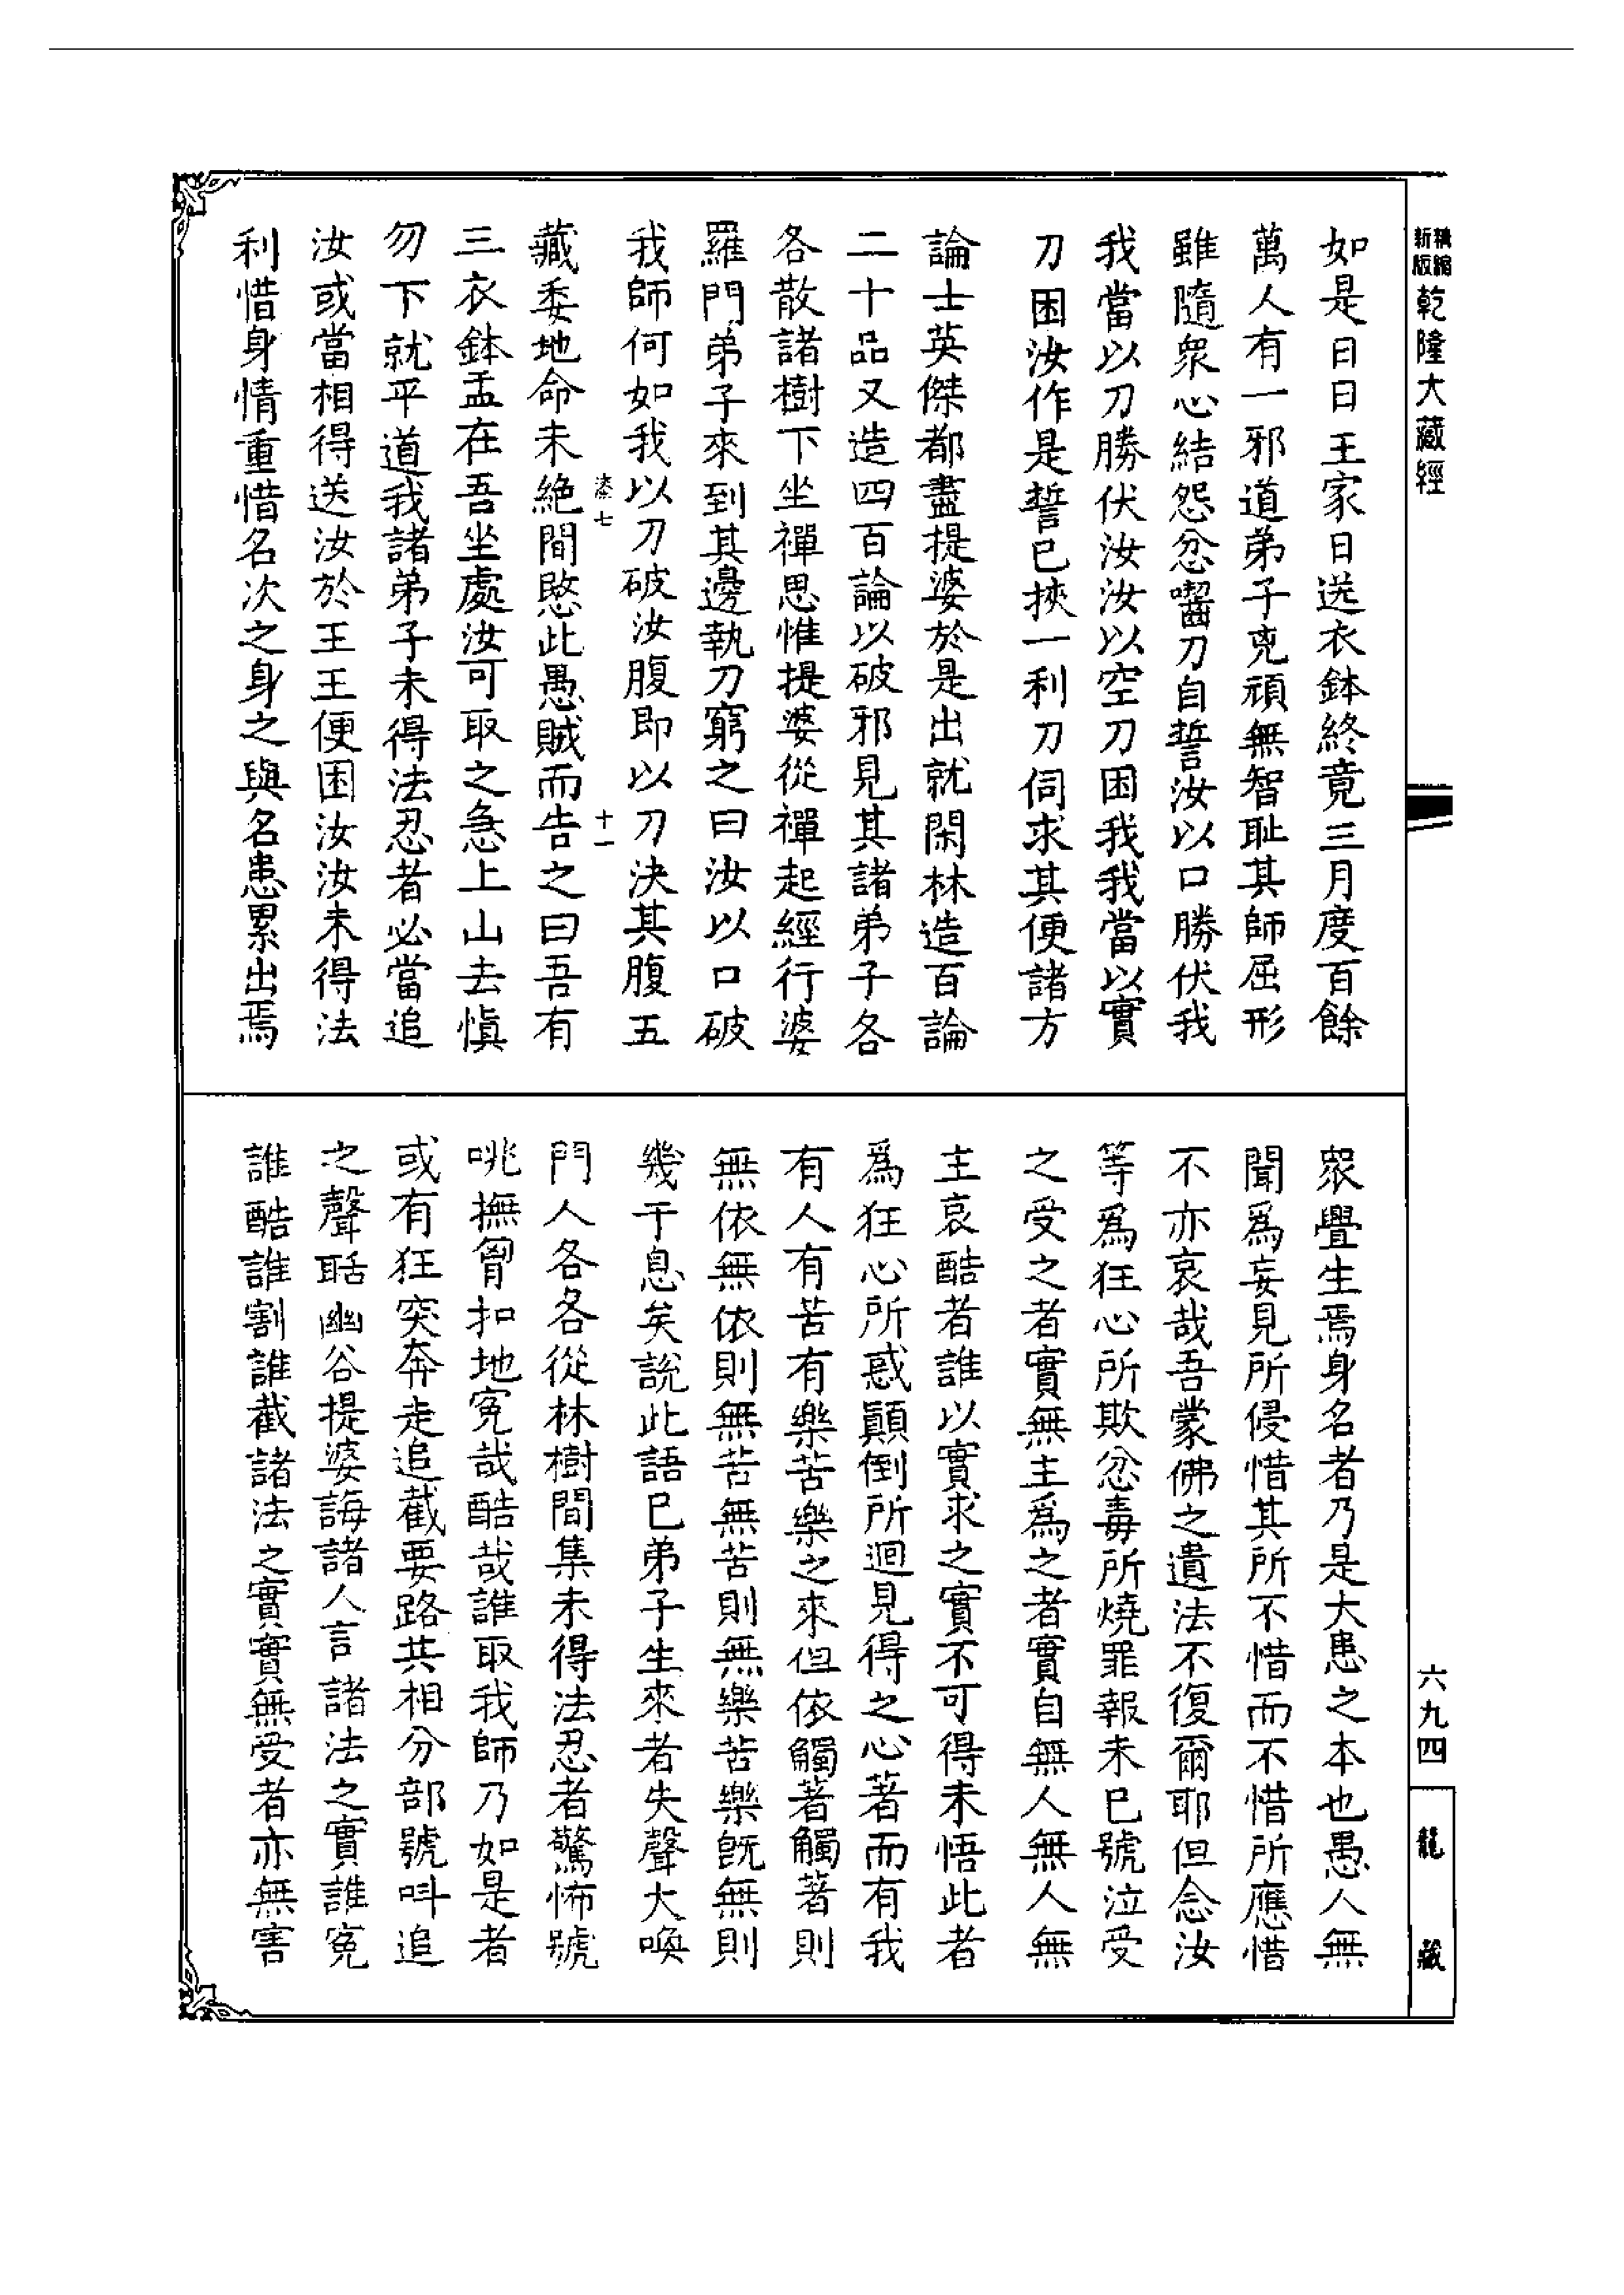 新版
精縮
乾隆大藏經
六九四
龍藏
如是日日王家日送衣鉢終竟三月度百餘
萬人有一邪道弟子兇頑無智恥其師屈形
雖隨衆心結怨忿嚙刀自誓汝以口勝伏我
我當以刀勝伏汝汝以空刀困我我當以實
刀困汝作是誓已挾一利刀伺求其便諸方
論士英傑都盡提婆於是出就閑林造百論
二十品又造四百論以破邪見其諸弟子各
各散諸樹下坐禪思惟提婆從禪起經行婆
羅門弟子來到其邊執刀窮之曰汝以口破
我師何如我以刀破汝腹即以刀決其腹五
漆七
十一
藏委地命未絕間愍此愚賊而告之曰吾有
三衣鉢盂在吾坐處汝可取之急上山去慎
勿下就平道我諸弟子未得法忍者必當追
汝或當相得送汝於王王便困汝汝未得法
利惜身情重惜名次之身之與名患累出焉
衆舋生焉身名者乃是大患之本也愚人無
聞爲妄見所侵惜其所不惜而不惜所應惜
不亦哀哉吾蒙佛之遺法不復爾耶但念汝
等爲狂心所欺忿毒所燒罪報未已號泣受
之受之者實無主爲之者實自無人無人無
主哀酷者誰以實求之實不可得未悟此者
爲狂心所惑顛倒所迴見得之心著而有我
有人有苦有樂苦樂之來但依觸著觸著則
無依無依則無苦無苦則無樂苦樂旣無則
幾乎息矣說此語已弟子生來者失聲大喚
門人各各從林樹間集未得法忍者驚怖號
咷撫胷扣地寃哉酷哉誰取我師乃如是者
或有狂突奔走追截要路共相分部號叫追
之聲聒幽谷提婆誨諸人言諸法之實誰寃
誰酷誰割誰截諸法之實實無受者亦無害